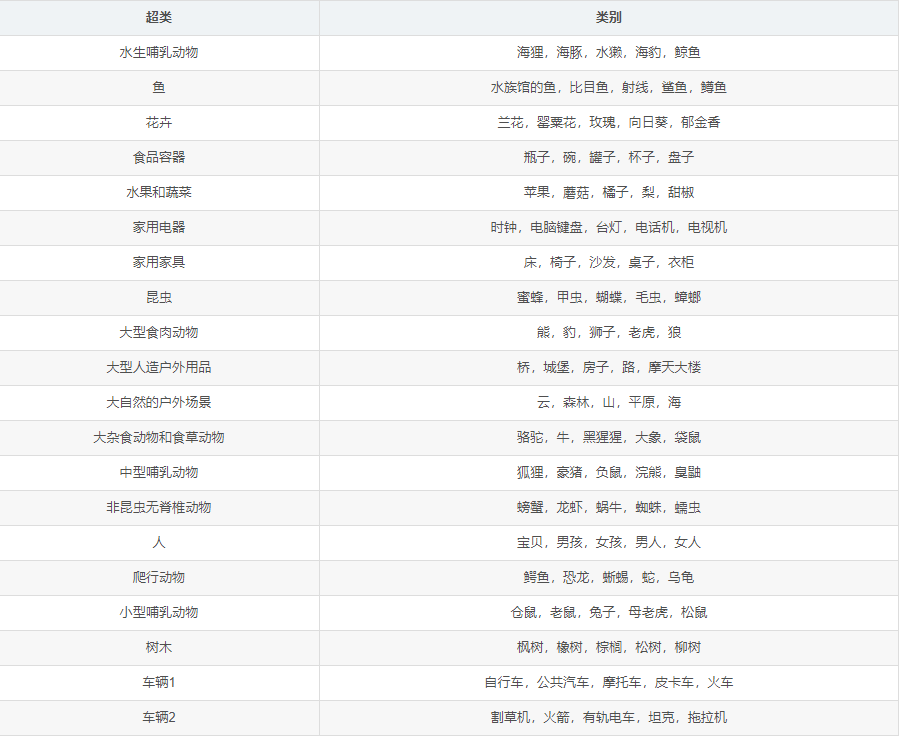 超类 类别
水生哺乳动物 海狸，海豚，水獭，海豹，鲸鱼
鱼 水族馆的鱼，比目鱼，射线，鲨鱼，鳟鱼
花卉 兰花，罂粟花，玫瑰，向日葵，郁金香
食品容器 瓶子，碗，罐子，杯子，盘子
水果和蔬菜 苹果，蘑菇，橘子，梨，甜椒
家用电器 时钟，电脑键盘，台灯，电话机，电视机
家用家具 床，椅子，沙发，桌子，衣柜
昆虫 蜜蜂，甲虫，蝴蝶，毛虫，蟑螂
大型食肉动物 熊，豹，狮子，老虎，狼
大型人造户外用品 桥，城堡，房子，路，摩天大楼
大自然的户外场景 云，森林，山，平原，海
大杂食动物和食草动物 骆驼，牛，黑猩猩，大象，袋鼠
中型哺乳动物 狐狸，豪猪，负鼠，浣熊，臭鼬
非昆虫无脊椎动物 螃蟹，龙虾，蜗牛，蜘蛛，蠕虫
人 宝贝，男孩，女孩，男人，女人
爬行动物 鳄鱼，恐龙，蜥蜴，蛇，乌龟
小型哺乳动物 仓鼠，老鼠，兔子，母老虎，松鼠
树木 枫树，橡树，棕榈，松树，柳树
车辆1 自行车，公共汽车，摩托车，皮卡车，火车
车辆2 割草机，火箭，有轨电车，坦克，拖拉机